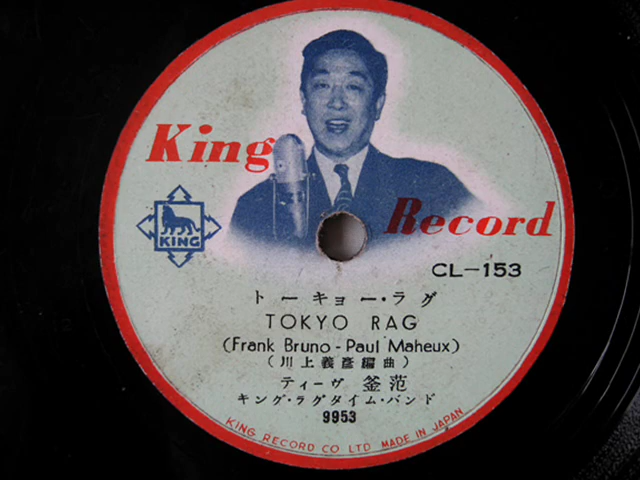 King
Record
KING
CL-153
トーキョー・ラグ
TOKYO RAG
(Frank Bruno - Paul Maheux)
(川上義彦編曲)
ティーヴ 釜范
キング・ラグタイム・バンド
9953
KING RECORD CO LTD MADE IN JAPAN